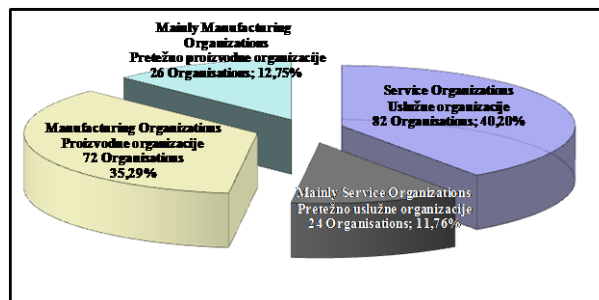 Mainly Manufacturing
Organizations
Pretežno proizvodne organizacije
26 Organisations; 12,75%
Service Organizations
Uslužne organizacije
82 Organisations; 40,20%
Manufacturing Organizations
Proizvodne organizacije
72 Organisations
35,29%
Mainly Service Organizations
Pretežno uslužne organizacije
24 Organisations; 11,76%